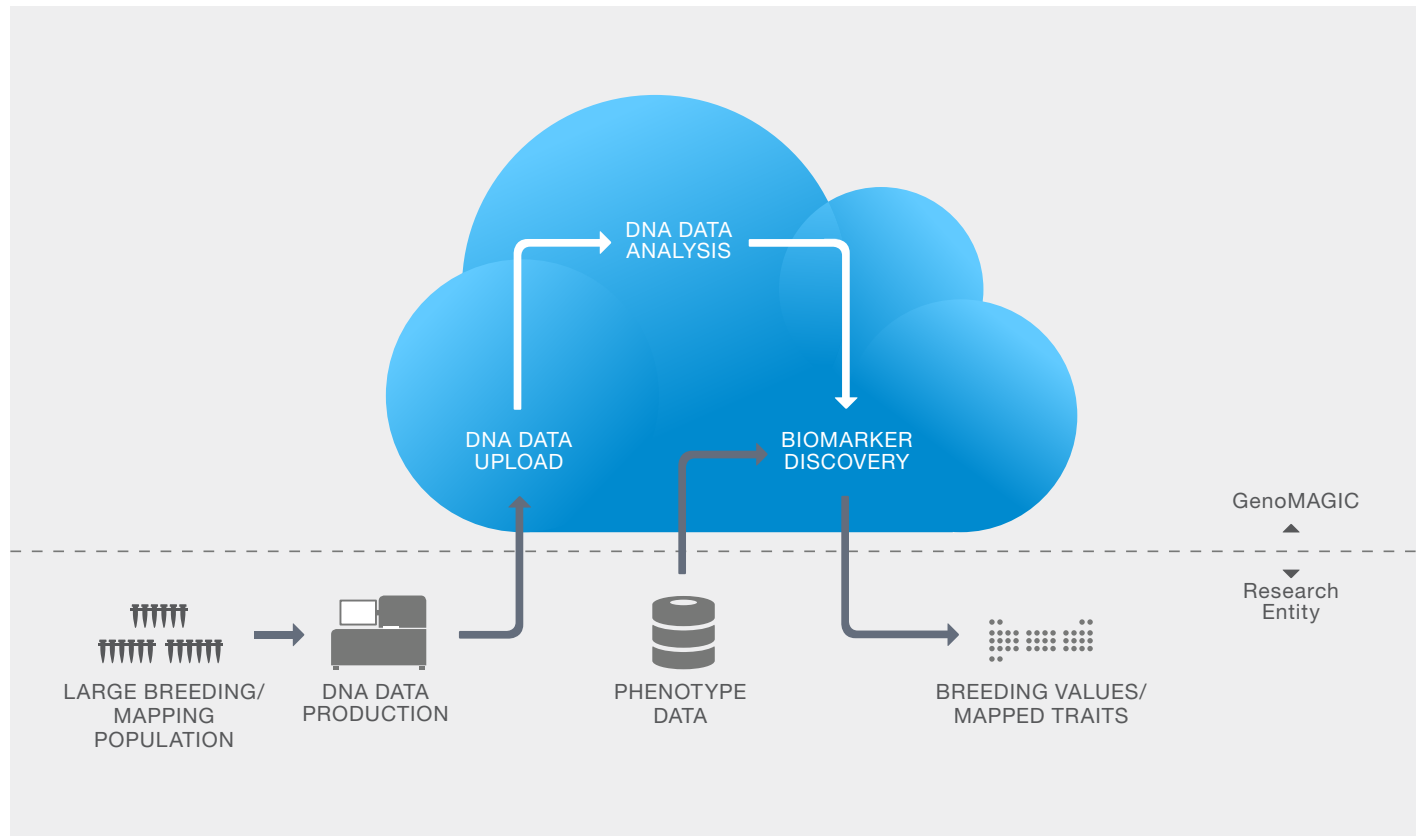 DNA DATA
ANALYSIS
DNA DATA
UPLOAD
BIOMARKER
DISCOVERY
GenoMAGIC
Research
Entity
LARGE BREEDING/
MAPPING
POPULATION
DNA DATA
PRODUCTION
PHENOTYPE
DATA
BREEDING VALUES/
MAPPED TRAITS